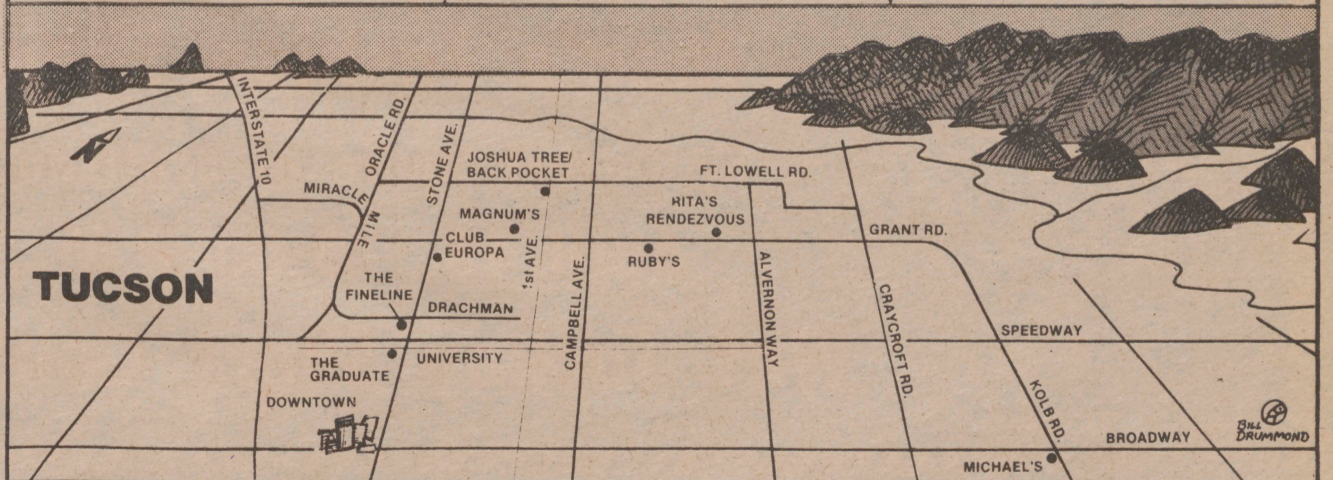 INTERSTATE 10
ORACLE RD.
STONE AVE.
JOSHUA TREE/
BACK POCKET
FT. LOWELL RD.
MIRACLE MILE
MAGNUM'S
RITA'S
RENDEZVOUS
CLUB
EUROPA
1st AVE.
GRANT RD.
RUBY'S
TUCSON
THE
FINELINE
DRACHMAN
CAMPBELL AVE.
ALVERNON WAY
CRAYCROFT RD.
SPEEDWAY
THE
GRADUATE
UNIVERSITY
DOWNTOWN
KOLB RD.
BROADWAY
MICHAEL'S
BILL
DRUMMOND
N